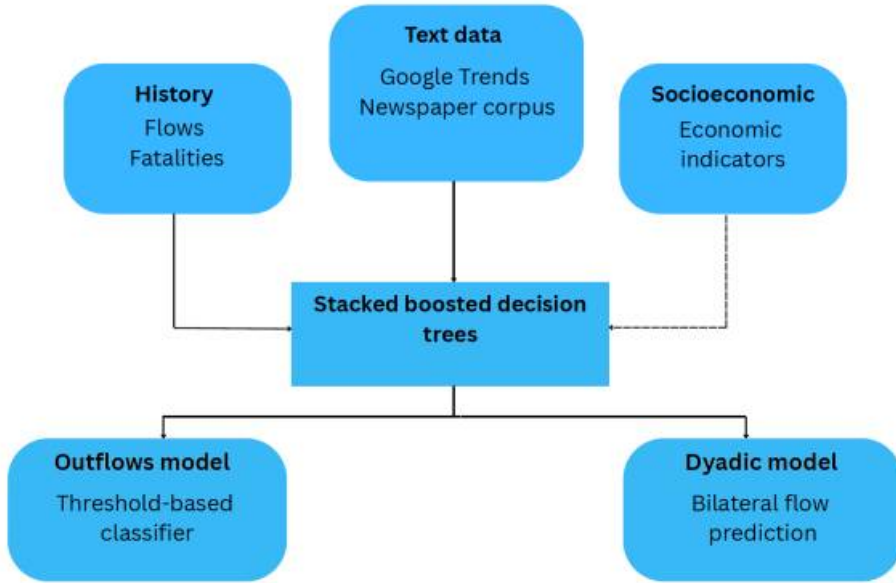 Text data
Google Trends
Newspaper corpus
History
Flows
Fatalities
Socioeconomic
Economic
indicators
Stacked boosted decision
trees
Outflows model
Threshold-based
classifier
Dyadic model
Bilateral flow
prediction